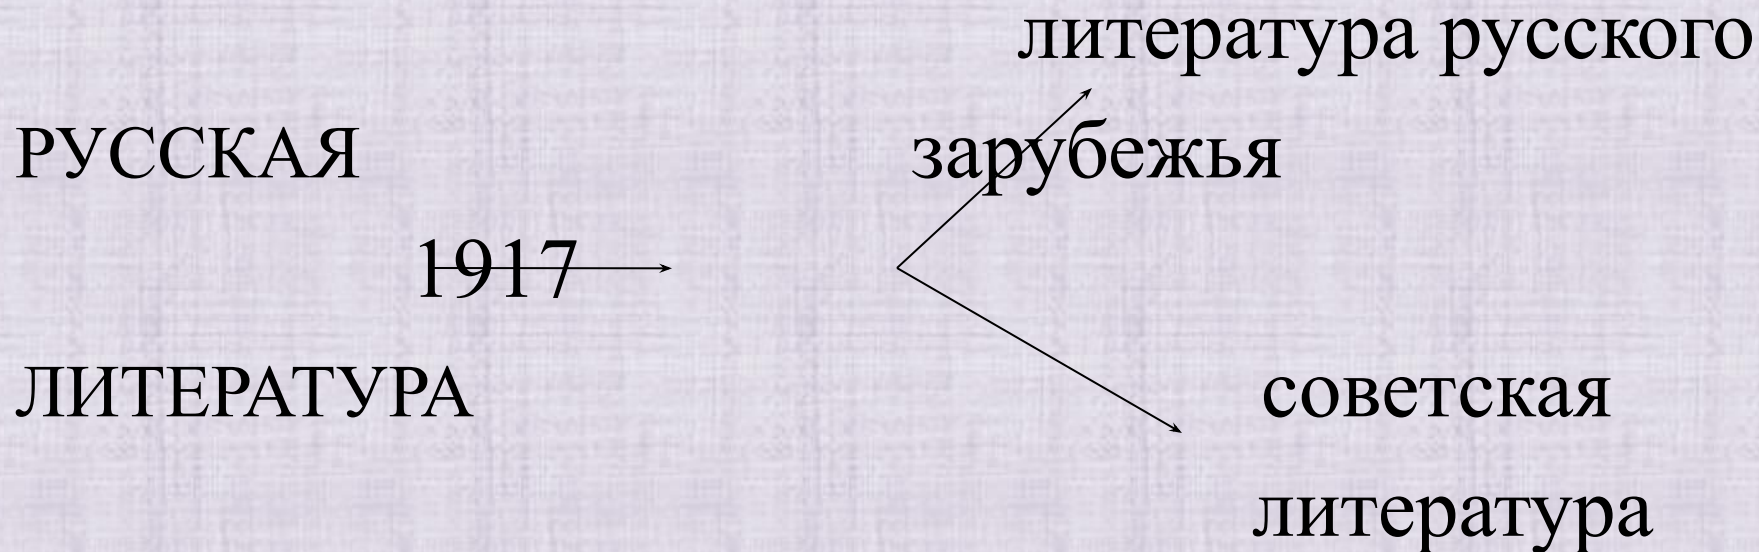 литература русского
РУССКАЯ зарубежья
1917
ЛИТЕРАТУРА советская
литература